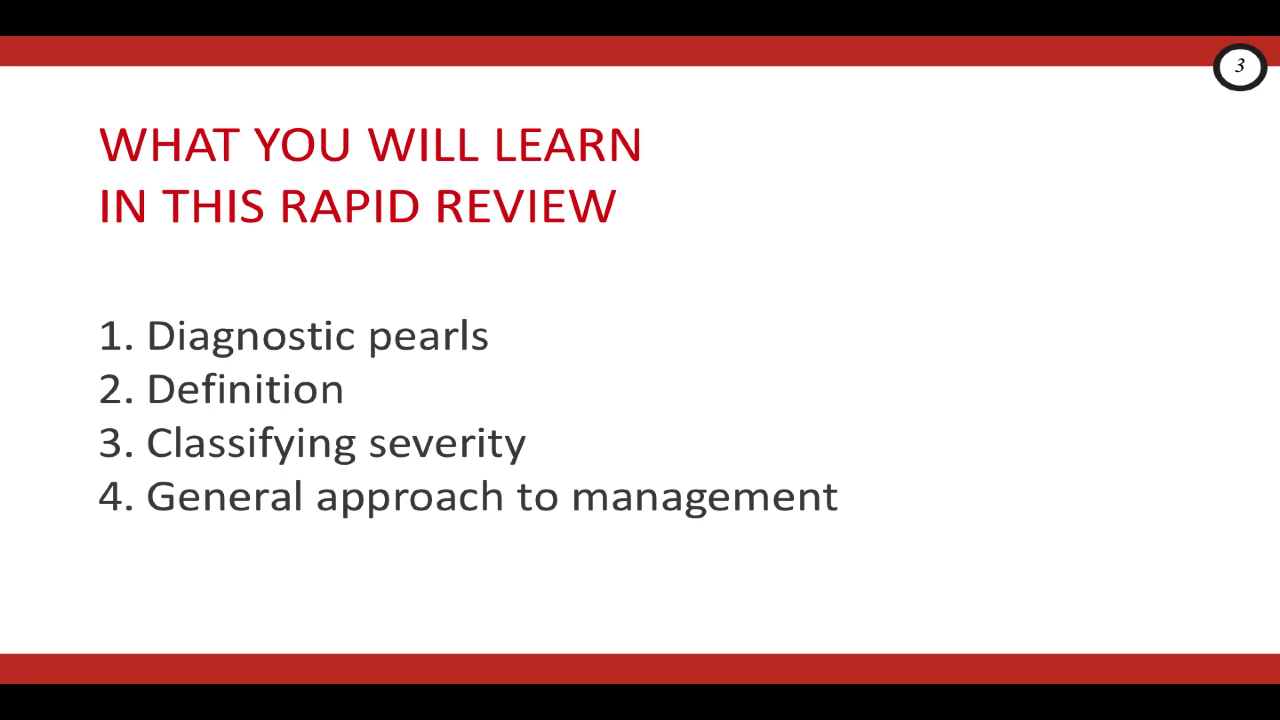 3
WHAT YOU WILL LEARN
IN THIS RAPID REVIEW
1. Diagnostic pearls
2. Definition
3. Classifying severity
4. General approach to management